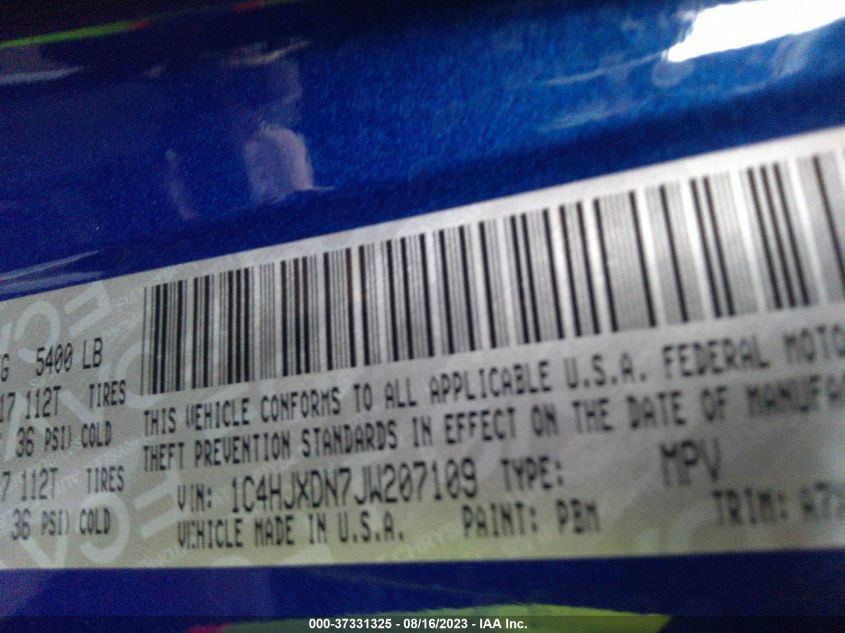 G 5400 LB
17 112T TIRES
36 PSI) COLD
7 112T TIRES
36 PSI) COLD
THIS VEHICLE CONFORMS TO ALL APPLICABLE U.S.A. FEDERAL MOTO
THEFT PREVENTION STANDARDS IN EFFECT ON THE DATE OF MANUFA
VIN: 1C4HJXDN7JW207109 TYPE: MPV
VEHICLE MADE IN U.S.A. PAINT: PBM TRIM: A7
000-37331325 - 08/16/2023 - IAA Inc.